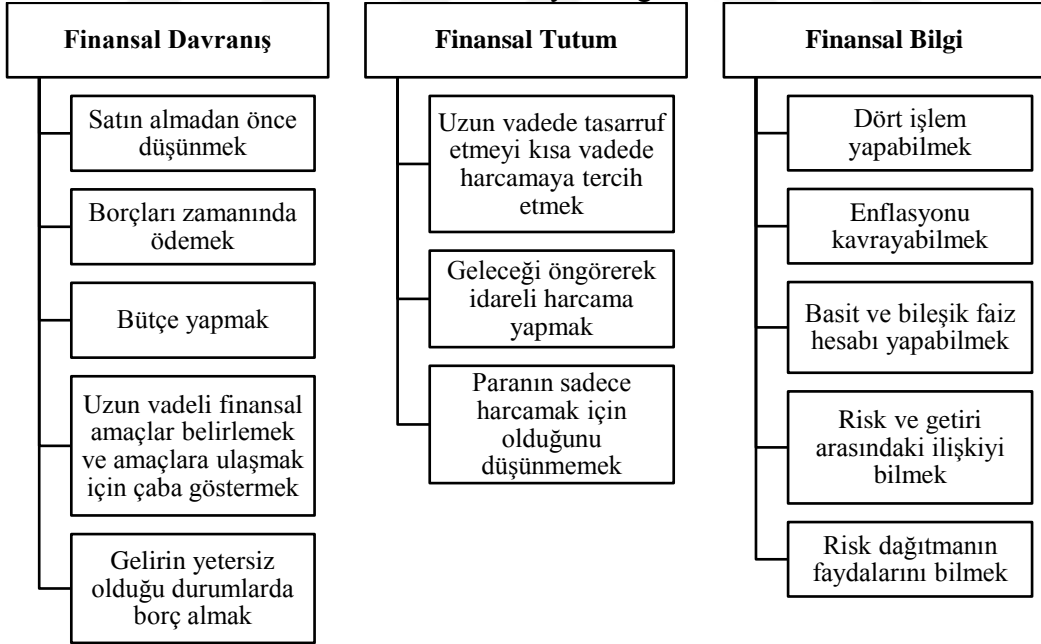 Finansal Davranış
Satın almadan önce
düşünmek
Borçları zamanında
ödemek
Bütçe yapmak
Uzun vadeli finansal
amaçlar belirlemek
ve amaçlara ulaşmak
için çaba göstermek
Gelirin yetersiz
olduğu durumlarda
borç almak
Finansal Tutum
Uzun vadede tasarruf
etmeyi kısa vadede
harcamaya tercih
etmek
Geleceği öngörerek
idareli harcama
yapmak
Paranın sadece
harcamak için
olduğunu
düşünmemek
Finansal Bilgi
Dört işlem
yapabilmek
Enflasyonu
kavrayabilmek
Basit ve bileşik faiz
hesabı yapabilmek
Risk ve getiri
arasındaki ilişkiyi
bilmek
Risk dağıtmanın
faydalarını bilmek